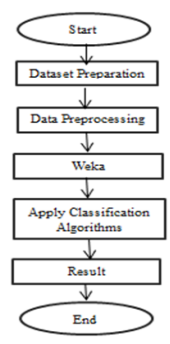 Start
Dataset Preparation
Data Preprocessing
Weka
Apply Classification
Algorithms
Result
End